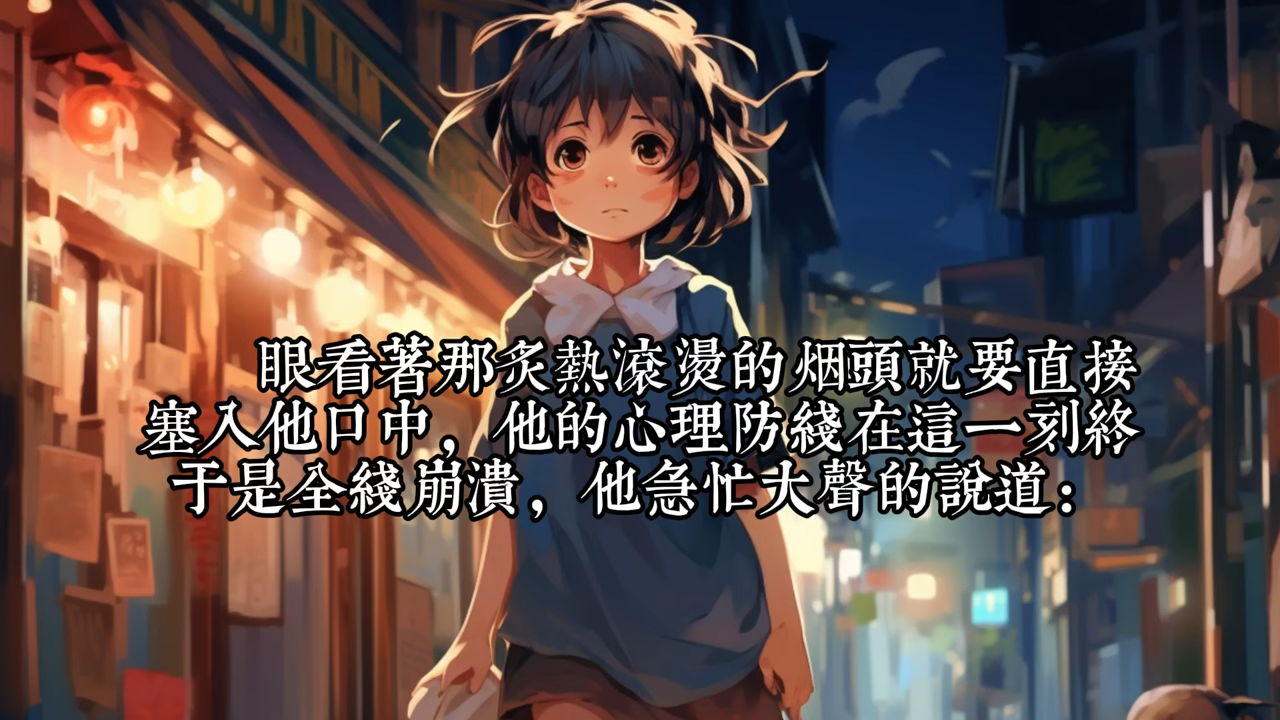 眼看著那炙熱滾燙的烟頭就要直接
塞入他口中，他的心理防綫在這一刻終
于是全綫崩潰，他急忙大聲的說道：